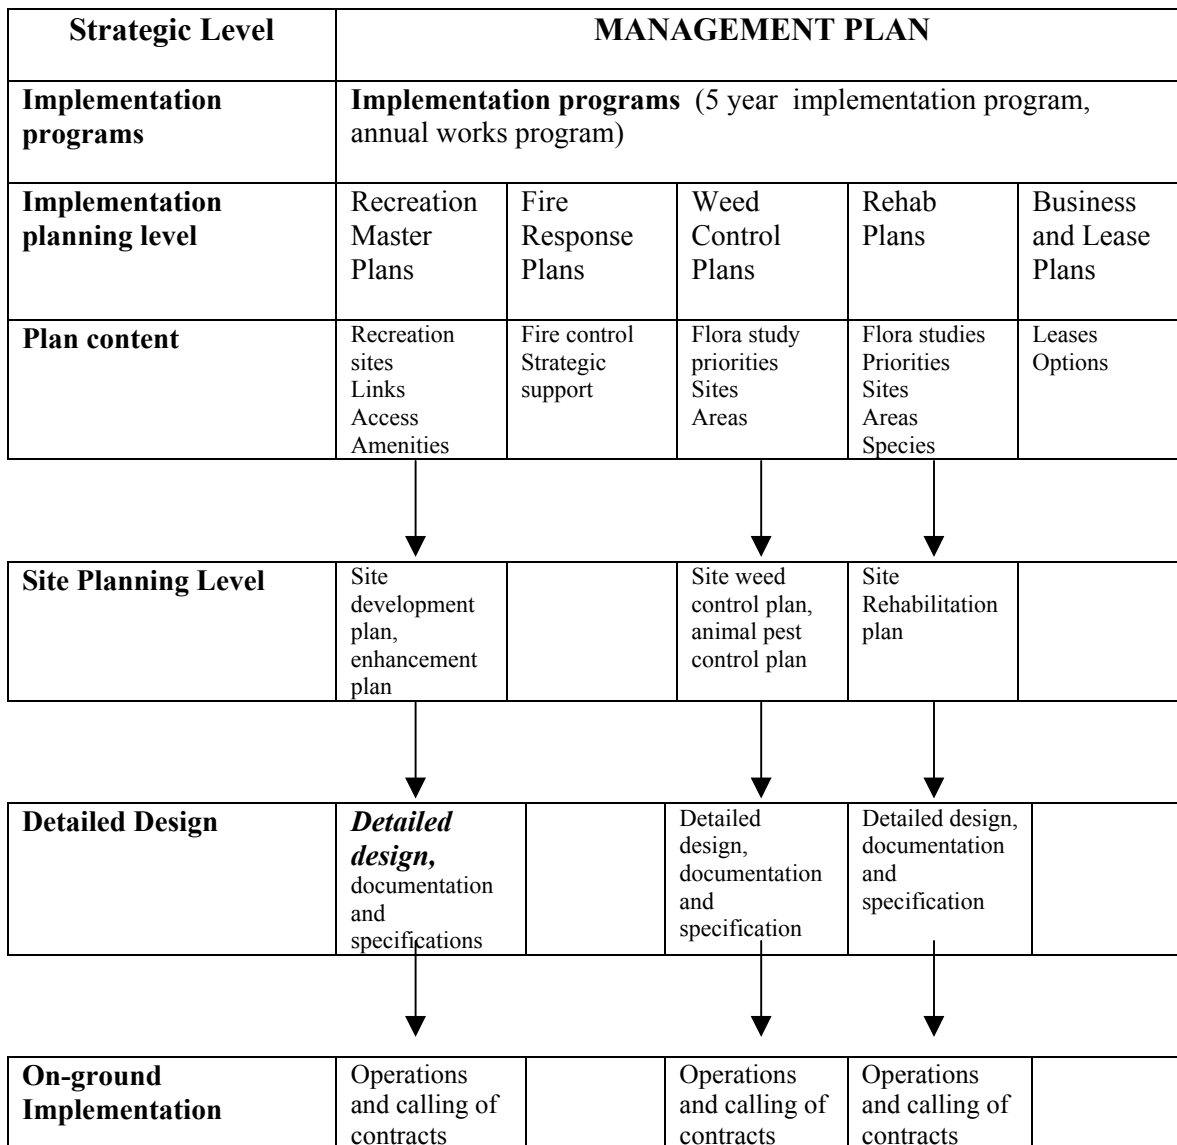 Strategic Level
MANAGEMENT PLAN
Implementation
programs
Implementation programs (5 year implementation program,
annual works program)
Implementation
planning level
Recreation
Master
Plans
Fire
Response
Plans
Weed
Control
Plans
Rehab
Plans
Business
and Lease
Plans
Plan content
Recreation
sites
Links
Access
Amenities
Fire control
Strategic
support
Flora study
priorities
Sites
Areas
Flora studies
Priorities
Sites
Areas
Species
Leases
Options
Site Planning Level
Site
development
plan,
enhancement
plan
Site weed
control plan,
animal pest
control plan
Site
Rehabilitation
plan
Detailed Design
Detailed
design,
documentation
and
specifications
Detailed
design,
documentation
and
specification
Detailed design,
documentation
and
specification
On-ground
Implementation
Operations
and calling of
contracts
Operations
and calling of
contracts
Operations
and calling of
contracts